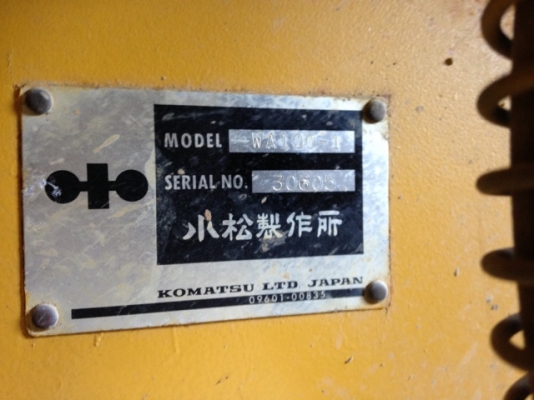 MODEL
SERIAL NO.
小松製作所
KOMATSU LTD JAPAN
09601-00835